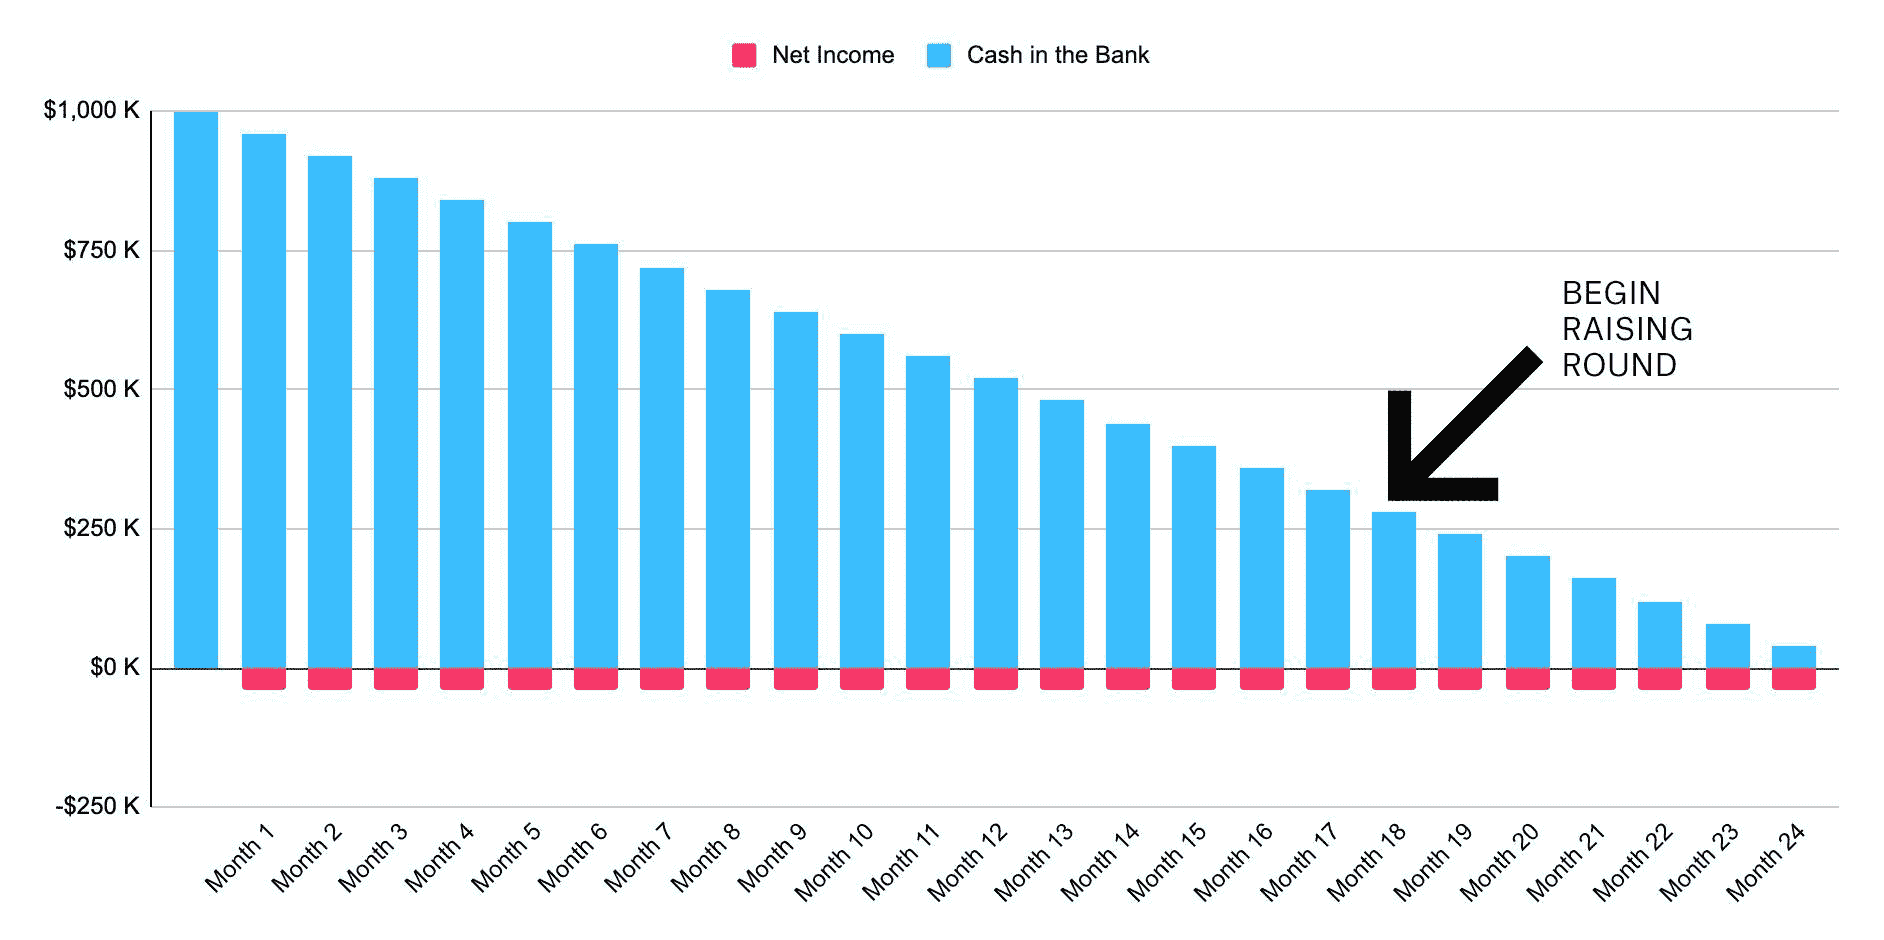 Net Income
Cash in the Bank
$1,000 K
$750 K
$500 K
$250 K
$0 K
-$250 K
BEGIN
RAISING
ROUND
Month 1
Month 2
Month 3
Month 4
Month 5
Month 6
Month 7
Month 8
Month 9
Month 10
Month 11
Month 12
Month 13
Month 14
Month 15
Month 16
Month 17
Month 18
Month 19
Month 20
Month 21
Month 22
Month 23
Month 24